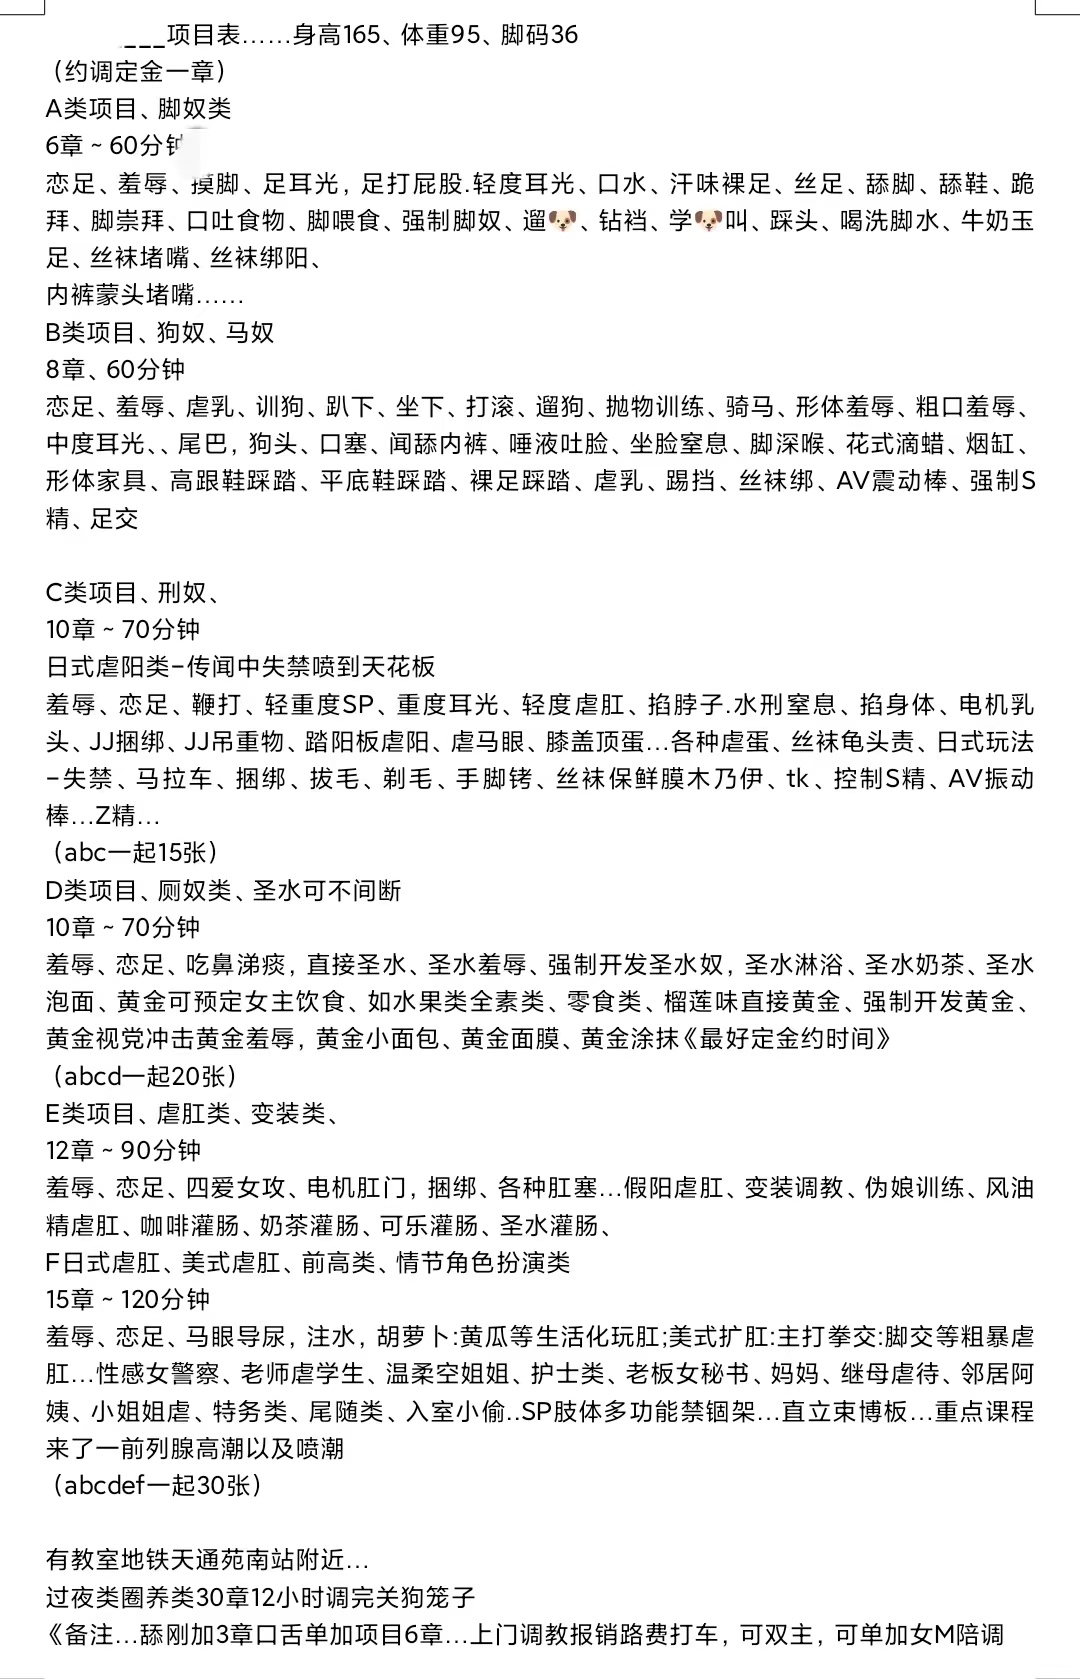 项目表……身高165、体重95、脚码36
（约调定金一章）
A类项目、脚奴类
6章 ~ 60分钟
恋足、羞辱、摸脚、足耳光，足打屁股.轻度耳光、口水、汗味裸足、丝足、舔脚、舔鞋、跪
拜、脚崇拜、口吐食物、脚喂食、强制脚奴、遛🐶、钻裆、学🐶叫、踩头、喝洗脚水、牛奶玉
足、丝袜堵嘴、丝袜绑阳、
内裤蒙头堵嘴……
B类项目、狗奴、马奴
8章、60分钟
恋足、羞辱、虐乳、训狗、趴下、坐下、打滚、遛狗、抛物训练、骑马、形体羞辱、粗口羞辱、
中度耳光、、尾巴，狗头、口塞、闻舔内裤、唾液吐脸、坐脸窒息、脚深喉、花式滴蜡、烟缸、
形体家具、高跟鞋踩踏、平底鞋踩踏、裸足踩踏、虐乳、踢挡、丝袜绑、AV震动棒、强制S
精、足交
C类项目、刑奴、
10章 ~ 70分钟
日式虐阳类-传闻中失禁喷到天花板
羞辱、恋足、鞭打、轻重度SP、重度耳光、轻度虐肛、掐脖子.水刑窒息、掐身体、电机乳
头、JJ捆绑、JJ吊重物、踏阳板虐阳、虐马眼、膝盖顶蛋…各种虐蛋、丝袜龟头责、日式玩法
-失禁、马拉车、捆绑、拔毛、剃毛、手脚铐、丝袜保鲜膜木乃伊、tk、控制S精、AV振动
棒…Z精…
（abc一起15张）
D类项目、厕奴类、圣水可不间断
10章 ~ 70分钟
羞辱、恋足、吃鼻涕痰，直接圣水、圣水羞辱、强制开发圣水奴，圣水淋浴、圣水奶茶、圣水
泡面、黄金可预定女主饮食、如水果类全素类、零食类、榴莲味直接黄金、强制开发黄金、
黄金视党冲击黄金羞辱，黄金小面包、黄金面膜、黄金涂抹《最好定金约时间》
（abcd一起20张）
E类项目、虐肛类、变装类、
12章 ~ 90分钟
羞辱、恋足、四爱女攻、电机肛门，捆绑、各种肛塞…假阳虐肛、变装调教、伪娘训练、风油
精虐肛、咖啡灌肠、奶茶灌肠、可乐灌肠、圣水灌肠、
F日式虐肛、美式虐肛、前高类、情节角色扮演类
15章 ~ 120分钟
羞辱、恋足、马眼导尿，注水，胡萝卜:黄瓜等生活化玩肛;美式扩肛:主打拳交:脚交等粗暴虐
肛…性感女警察、老师虐学生、温柔空姐姐、护士类、老板女秘书、妈妈、继母虐待、邻居阿
姨、小姐姐虐、特务类、尾随类、入室小偷..SP肢体多功能禁锢架…直立束博板…重点课程
来了一前列腺高潮以及喷潮
（abcdef一起30张）
有教室地铁天通苑南站附近…
过夜类圈养类30章12小时调完关狗笼子
《备注…舔刚加3章口舌单加项目6章…上门调教报销路费打车，可双主，可单加女M陪调